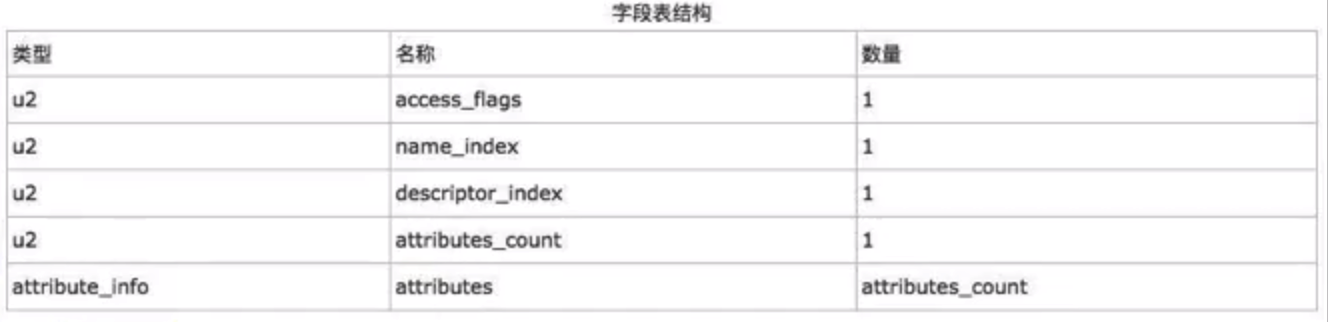 字段表结构
类型 名称 数量
u2 access_flags 1
u2 name_index 1
u2 descriptor_index 1
u2 attributes_count 1
attribute_info attributes attributes_count